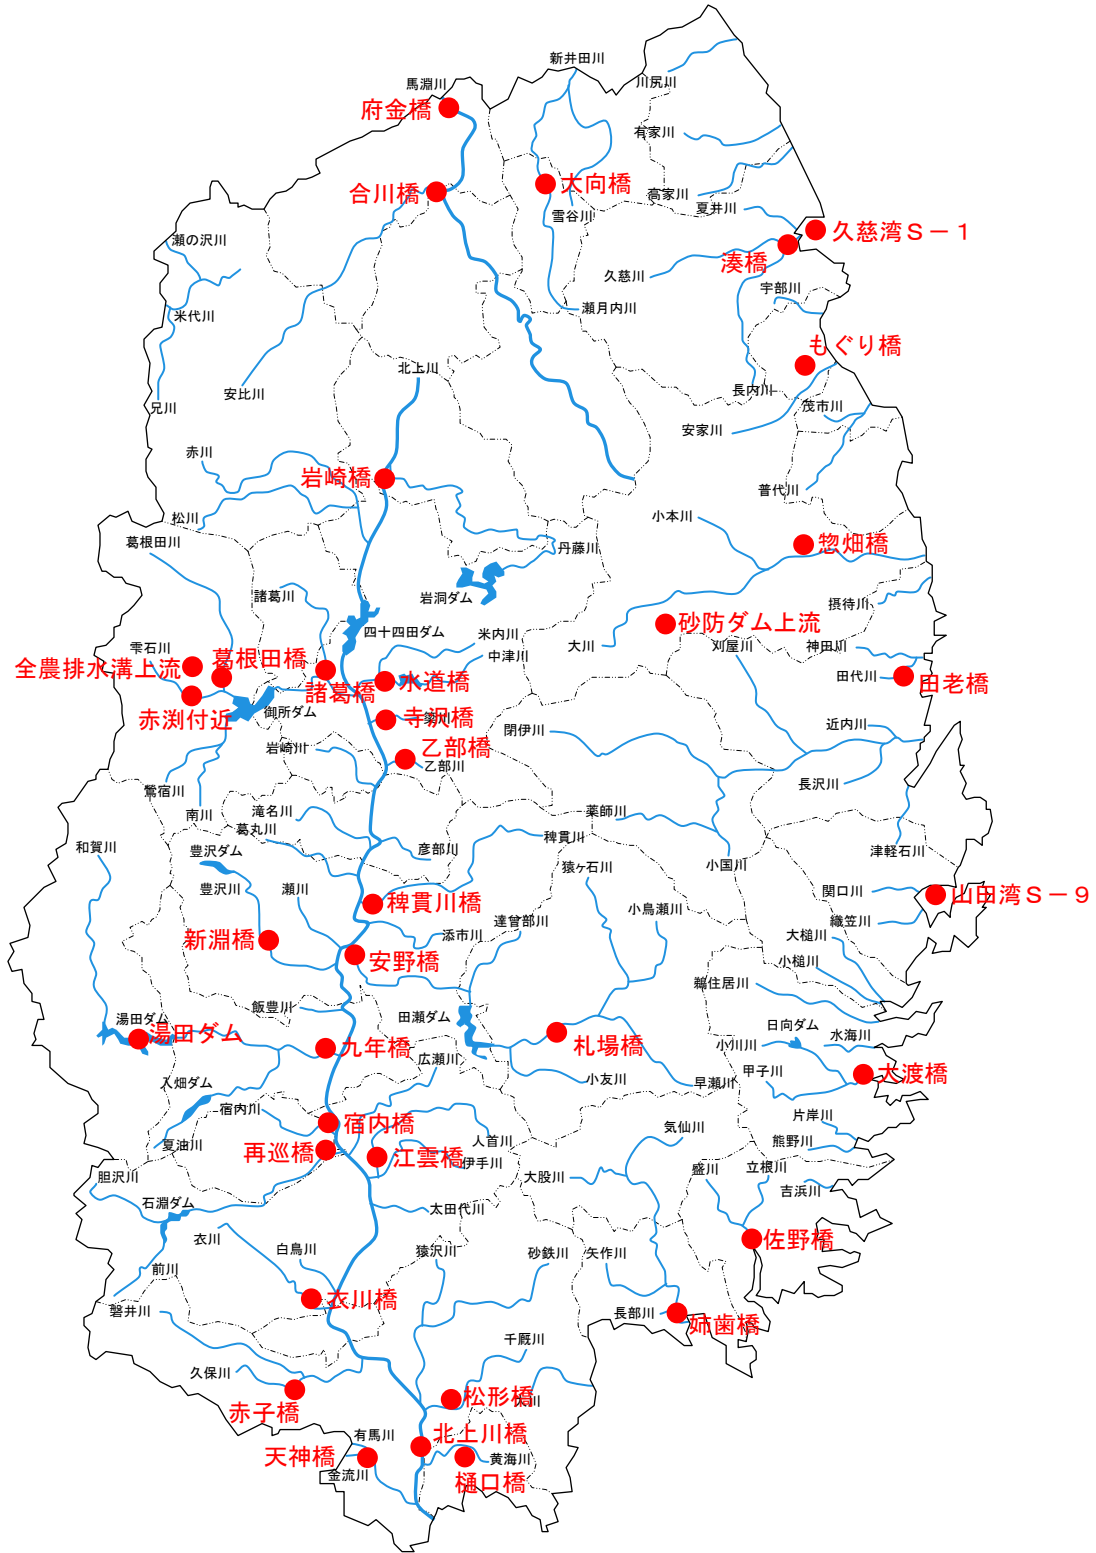 新井田川
川尻川
馬淵川
府金橋
有家川
合川橋
大向橋
高家川
夏井川
雪谷川
久慈湾Ｓ－１
瀬の沢川
湊橋
久慈川
宇部川
瀬月内川
米代川
もぐり橋
北上川
安比川
長内川
兄川
茂市川
安家川
赤川
岩崎橋
普代川
松川
小本川
葛根田川
惣畑橋
丹藤川
諸葛川
岩洞ダム
摂待川
砂防ダム上流
四十四田ダム
米内川
大川
刈屋川
神田川
雫石川
全農排水溝上流
葛根田橋
中津川
諸葛橋
水道橋
田代川
田老橋
赤渕付近
御所ダム
寺沢橋
簗川
近内川
閉伊川
岩崎川
乙部橋
乙部川
鶯宿川
長沢川
南川
滝名川
薬師川
葛丸川
稗貫川
和賀川
豊沢ダム
彦部川
津軽石川
猿ヶ石川
小国川
豊沢川
瀬川
関口川
山田湾Ｓ－９
稗貫川橋
小烏瀬川
達曾部川
織笠川
新淵橋
添市川
大槌川
安野橋
小槌川
鵜住居川
飯豊川
湯田ダム
田瀬ダム
日向ダム
湯田ダム
水海川
九年橋
札場橋
小川川
広瀬川
甲子川
大渡橋
入畑ダム
小友川
早瀬川
宿内川
宿内橋
片岸川
気仙川
夏油川
再巡橋
人首川
熊野川
江雲橋
伊手川
胆沢川
大股川
盛川
立根川
吉浜川
石淵ダム
太田代川
衣川
白鳥川
猿沢川
砂鉄川
矢作川
佐野橋
前川
衣川橋
磐井川
長部川
姉歯橋
千厩川
久保川
松形橋
赤子橋
北上川橋
有馬川
天神橋
黄海川
金流川
樋口橋